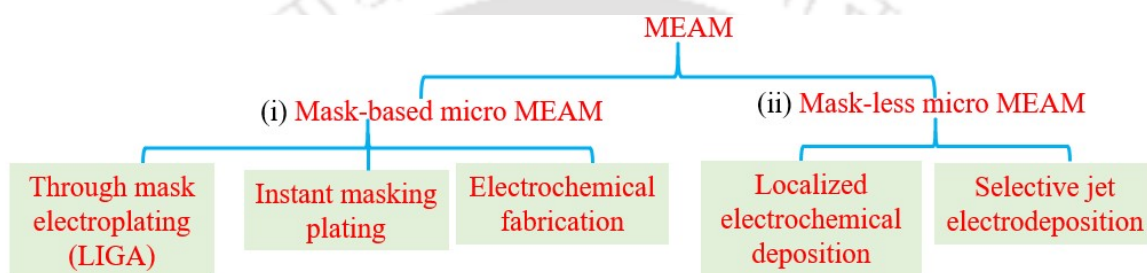 MEAM
(i) Mask-based micro MEAM
(ii) Mask-less micro MEAM
Through mask
electroplating
(LIGA)
Instant masking
plating
Electrochemical
fabrication
Localized
electrochemical
deposition
Selective jet
electrodeposition